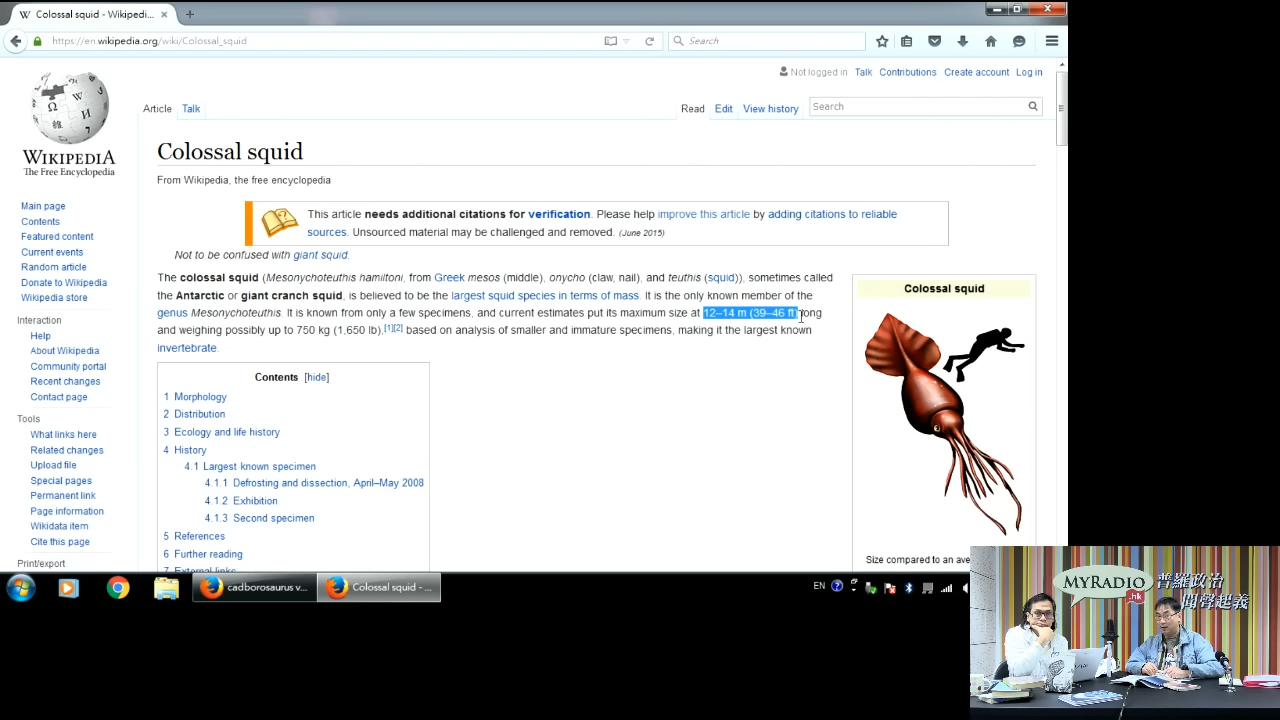 Colossal squid - Wikipedi...
https://en.wikipedia.org/wiki/Colossal_squid
Search
Not logged in Talk Contributions Create account Log in
Article Talk
Read Edit View history
Search
WIKIPEDIA
The Free Encyclopedia
Main page
Contents
Featured content
Current events
Random article
Donate to Wikipedia
Wikipedia store
Interaction
Help
About Wikipedia
Community portal
Recent changes
Contact page
Tools
What links here
Related changes
Upload file
Special pages
Permanent link
Page information
Wikidata item
Cite this page
Print/export
Colossal squid
From Wikipedia, the free encyclopedia
This article needs additional citations for verification. Please help improve this article by adding citations to reliable
sources. Unsourced material may be challenged and removed. (June 2015)
Not to be confused with giant squid.
The colossal squid (Mesonychoteuthis hamiltoni, from Greek mesos (middle), onycho (claw, nail), and teuthis (squid)), sometimes called
the Antarctic or giant cranch squid, is believed to be the largest squid species in terms of mass. It is the only known member of the
genus Mesonychoteuthis. It is known from only a few specimens, and current estimates put its maximum size at 12–14 m (39–46 ft) long
and weighing possibly up to 750 kg (1,650 lb),[1][2] based on analysis of smaller and immature specimens, making it the largest known
invertebrate.
Contents [hide]
1 Morphology
2 Distribution
3 Ecology and life history
4 History
4.1 Largest known specimen
4.1.1 Defrosting and dissection, April–May 2008
4.1.2 Exhibition
4.1.3 Second specimen
5 References
6 Further reading
7 External links
Colossal squid
Size compared to an ave
cadborosaurus v...
Colossal squid - ...
EN
MYRADIO
.hk
普羅政治
聞聲起義